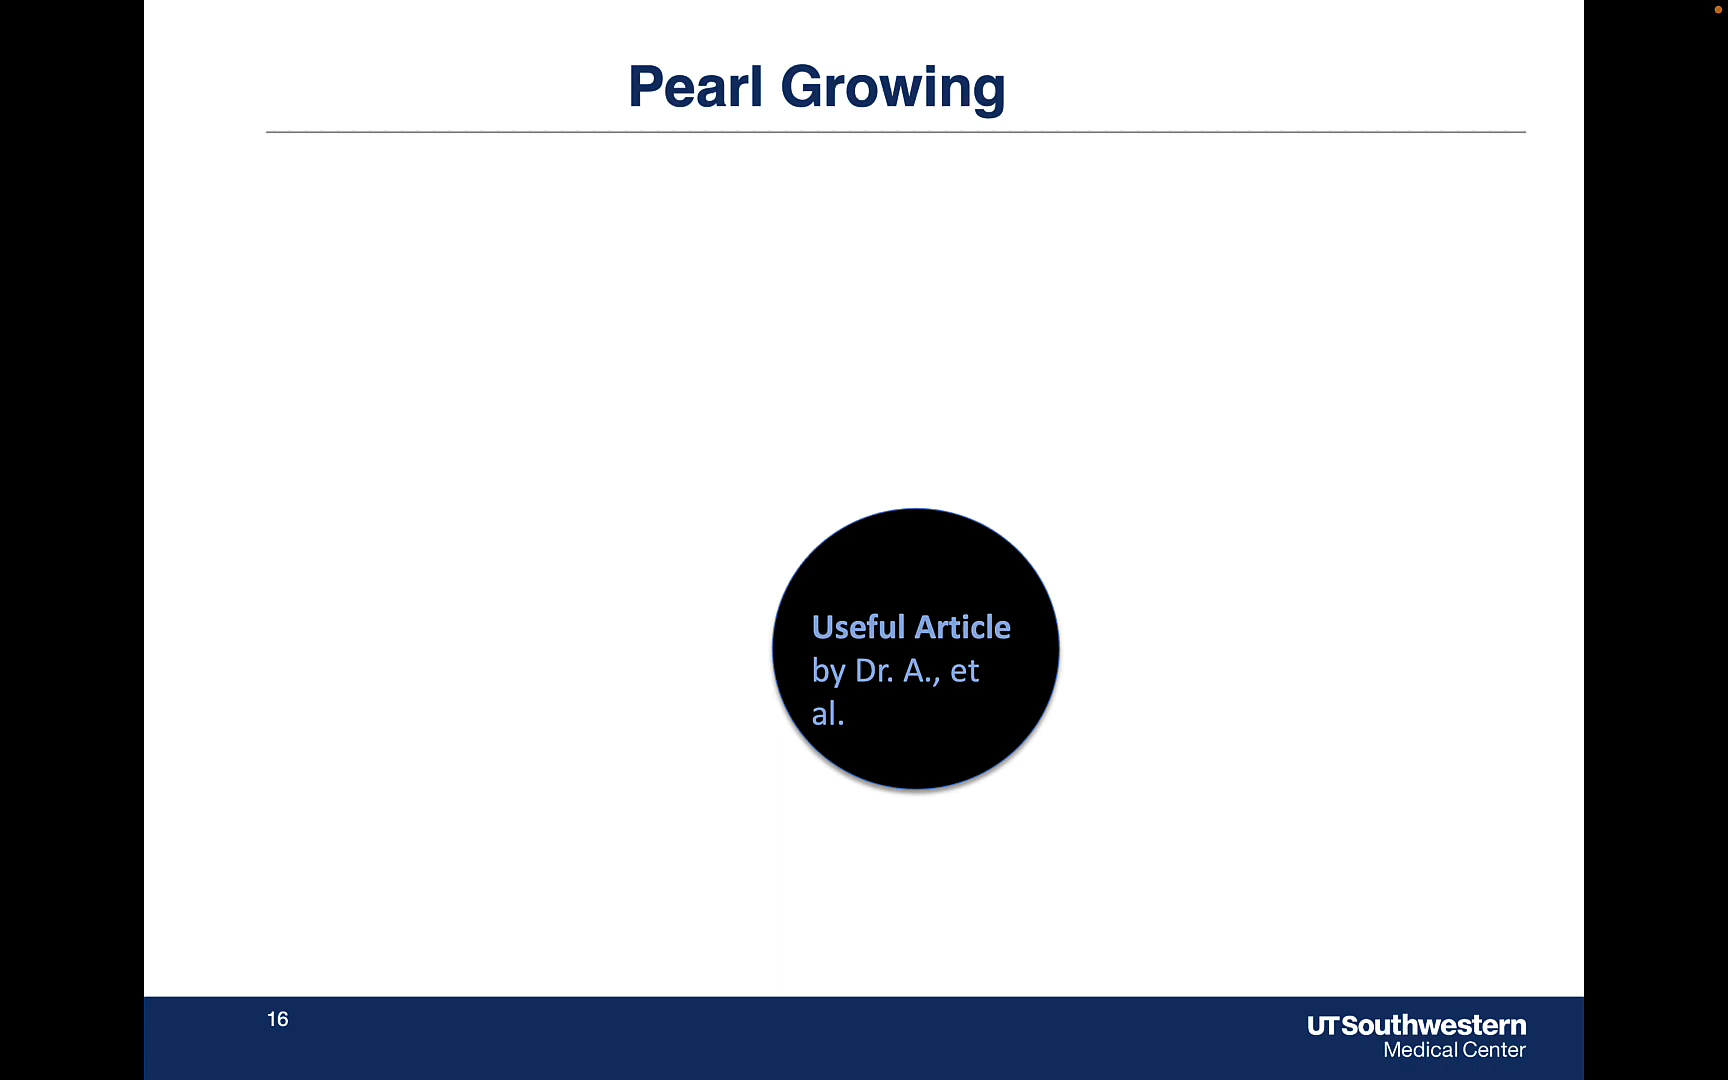 Pearl Growing
Useful Article
by Dr. A., et
al.
16
UTSouthwestern
Medical Center